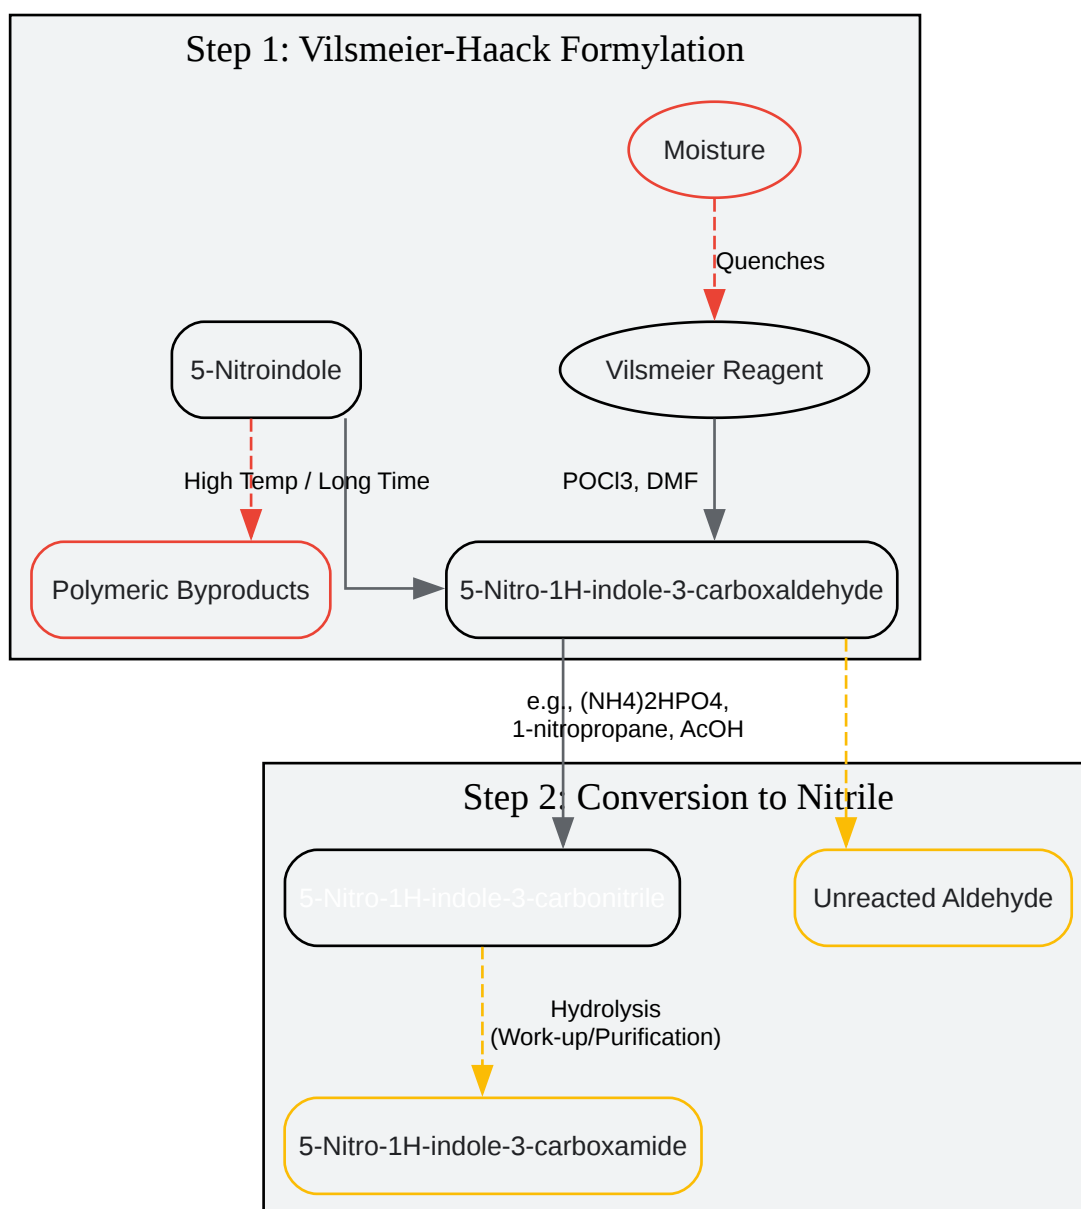 Step 1: Vilsmeier-Haack Formylation
Moisture
Quenches
5-Nitroindole
Vilsmeier Reagent
High Temp / Long Time
POCl3, DMF
Polymeric Byproducts
5-Nitro-1H-indole-3-carboxaldehyde
e.g., (NH4)2HPO4,
1-nitropropane, AcOH
Step 2: Conversion to Nitrile
5-Nitro-1H-indole-3-carbonitrile
Unreacted Aldehyde
Hydrolysis
(Work-up/Purification)
5-Nitro-1H-indole-3-carboxamide